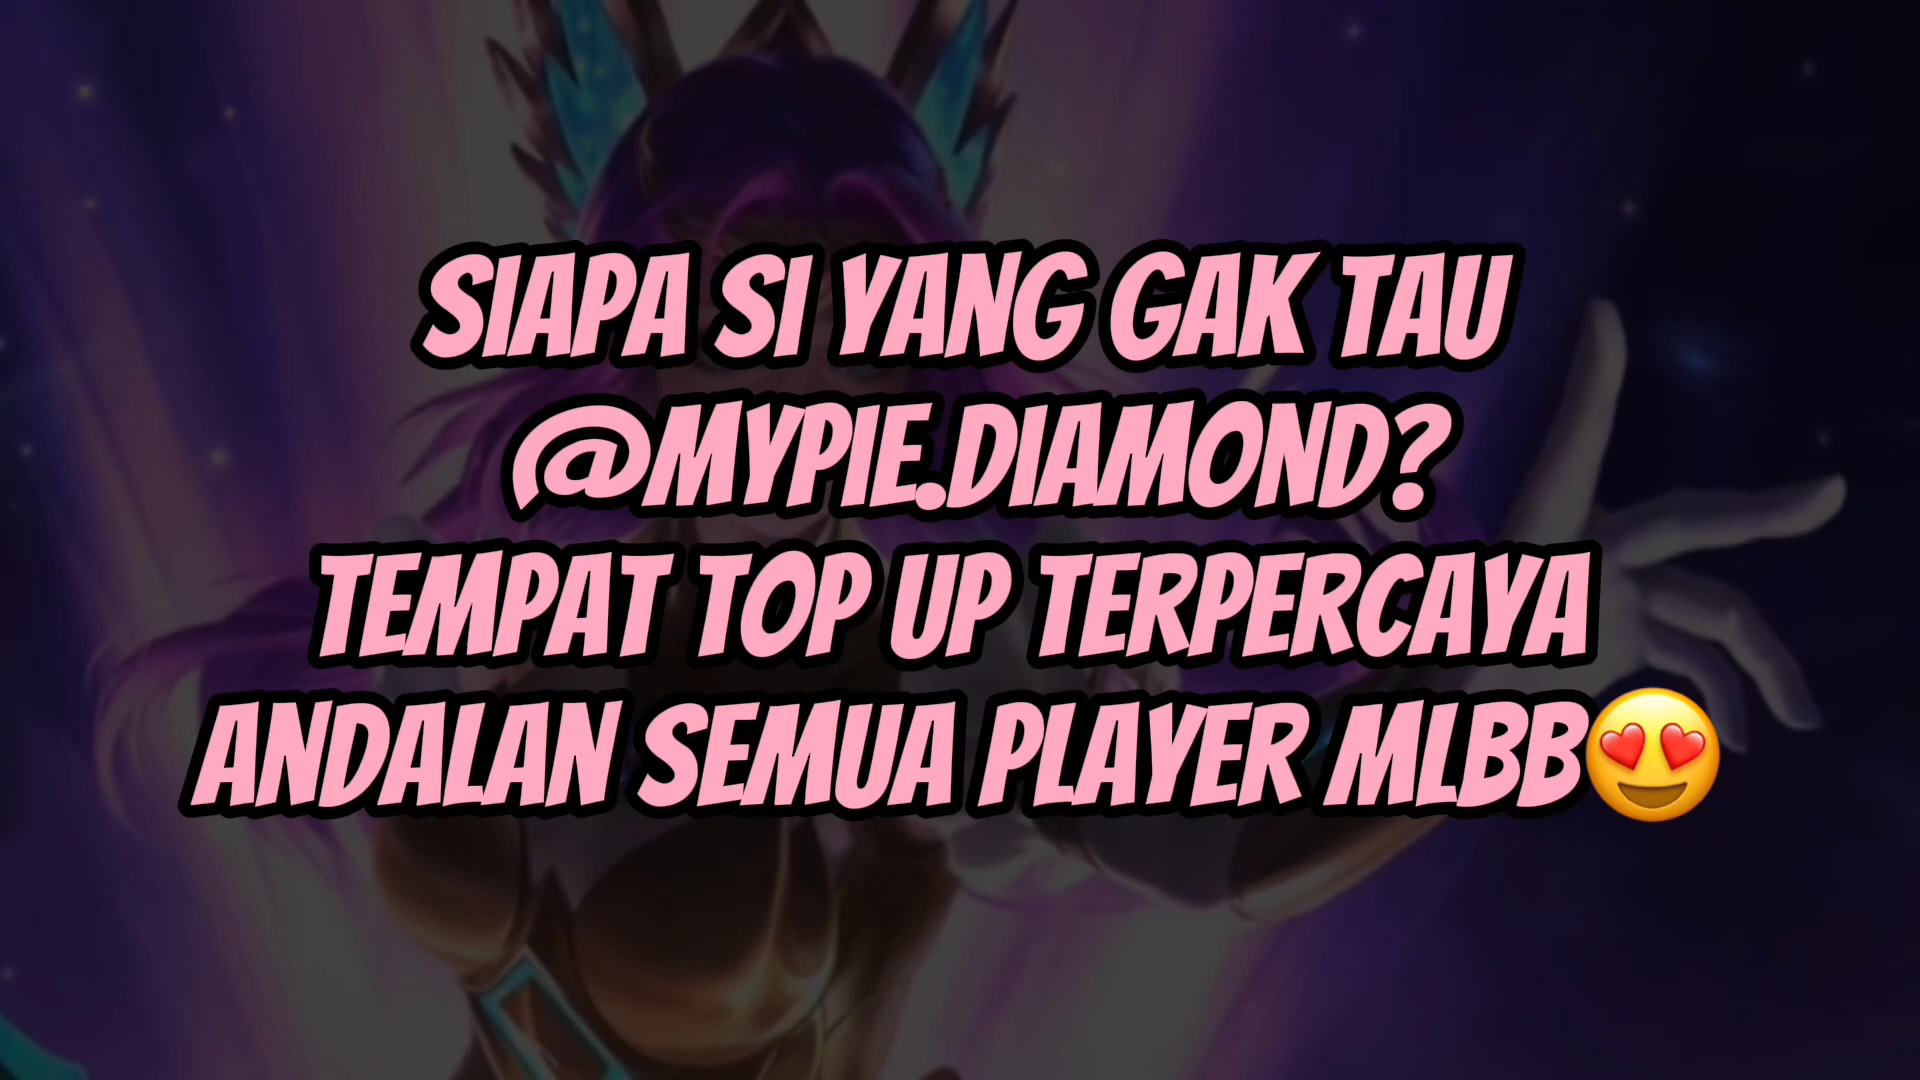 SIAPA SI YANG GAK TAU
@MYPIE.DIAMOND?
TEMPAT TOP UP TERPERCAYA
ANDALAN SEMUA PLAYER MLBB😍